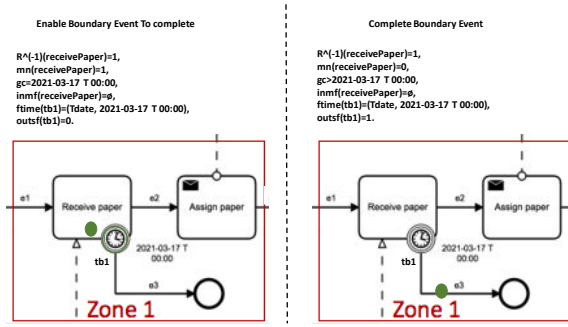 Enable Boundary Event To complete
R^(-1)(receivePaper)=1,
mn(receivePaper)=1,
gc=2021-03-17 T 00:00,
inmf(receivePaper)=ø,
ftime(tb1)=(Tdate, 2021-03-17 T 00:00),
outsf(tb1)=0.
e1
Receive paper
e2
Assign paper
tb1
2021-03-17 T
00:00
e3
Zone 1
Complete Boundary Event
R^(-1)(receivePaper)=1,
mn(receivePaper)=0,
gc>2021-03-17 T 00:00,
inmf(receivePaper)=ø,
ftime(tb1)=(Tdate, 2021-03-17 T 00:00),
outsf(tb1)=1.
e1
Receive paper
e2
Assign paper
tb1
2021-03-17 T
00:00
e3
Zone 1